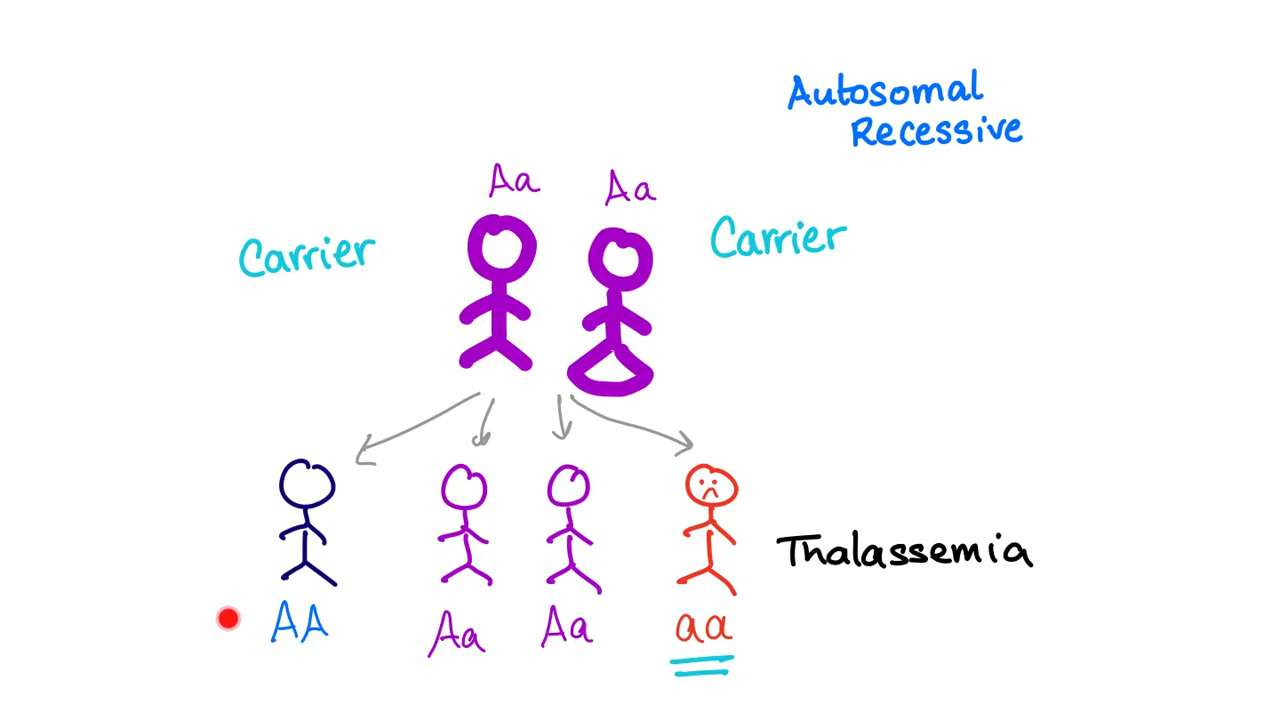 Autosomal
Recessive
Aa Aa
Carrier Carrier
Thalassemia
AA Aa Aa aa